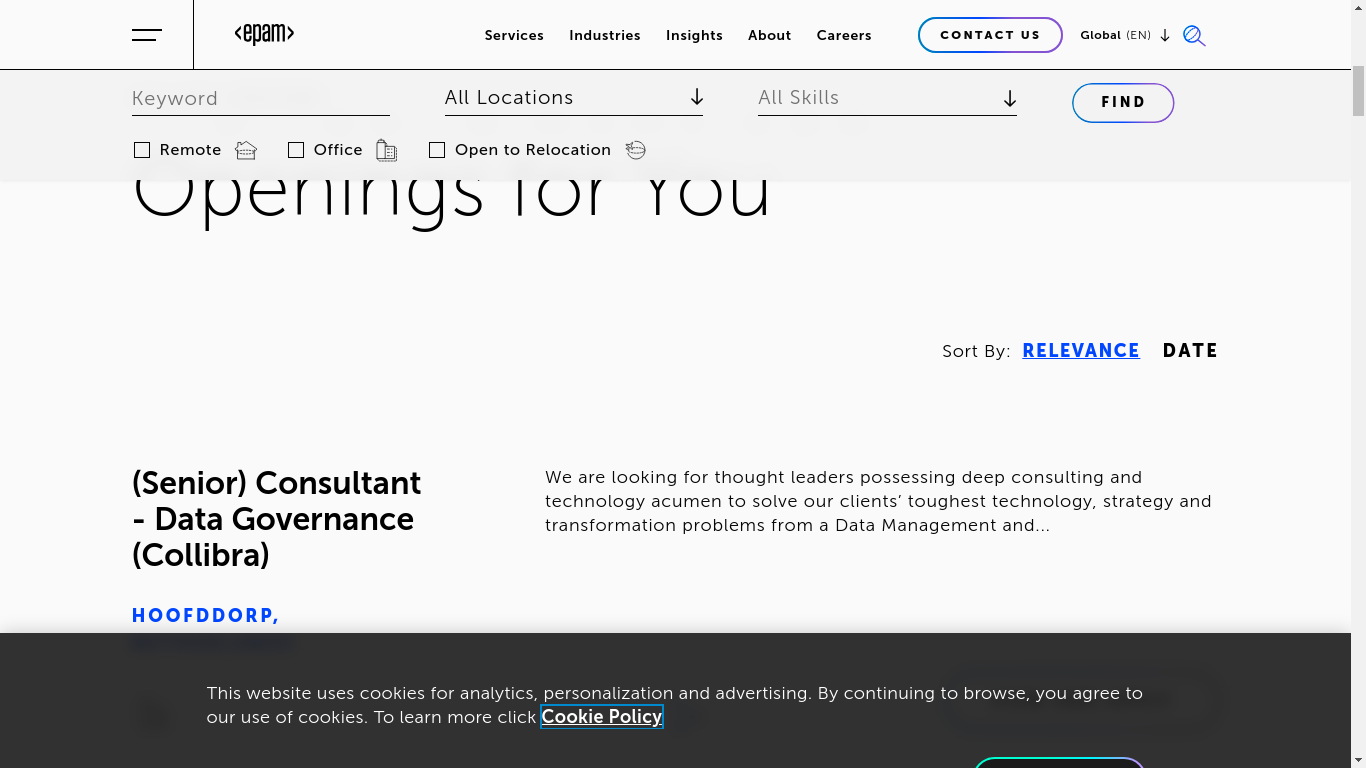 <epam>
Services Industries Insights About Careers CONTACT US Global (EN)
Keyword All Locations All Skills FIND
Remote Office Open to Relocation
Openings for You
Sort By: RELEVANCE DATE
(Senior) Consultant
- Data Governance
(Collibra)
We are looking for thought leaders possessing deep consulting and
technology acumen to solve our clients’ toughest technology, strategy and
transformation problems from a Data Management and...
HOOFDDORP,
This website uses cookies for analytics, personalization and advertising. By continuing to browse, you agree to
our use of cookies. To learn more click Cookie Policy